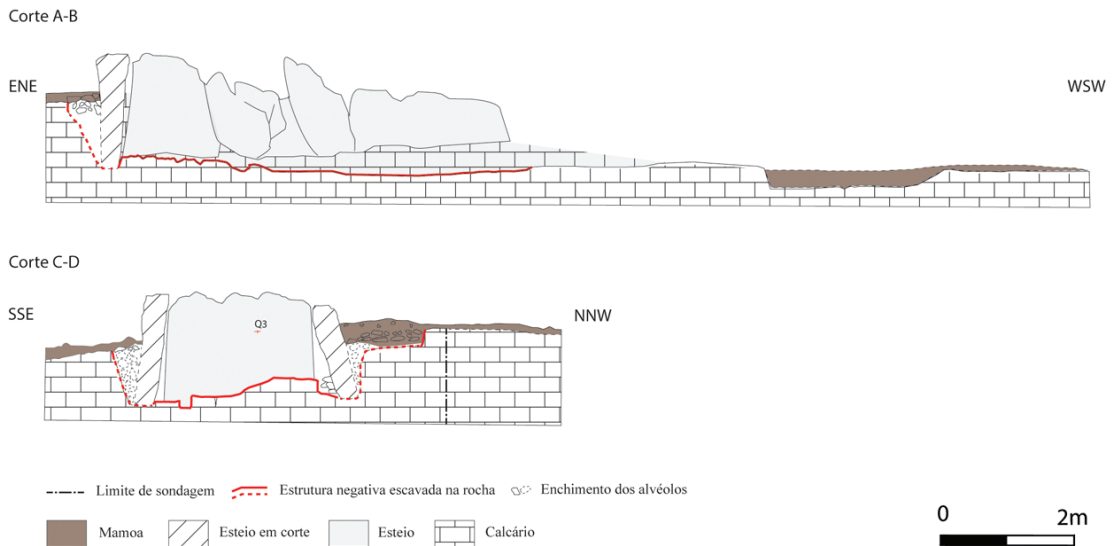 Corte A-B
ENE
WSW
Corte C-D
SSE
NNW
Q3
Limite de sondagem
Estrutura negativa escavada na rocha
Enchimento dos alvéolos
Mamoa
Esteio em corte
Esteio
Calcário
0
2m